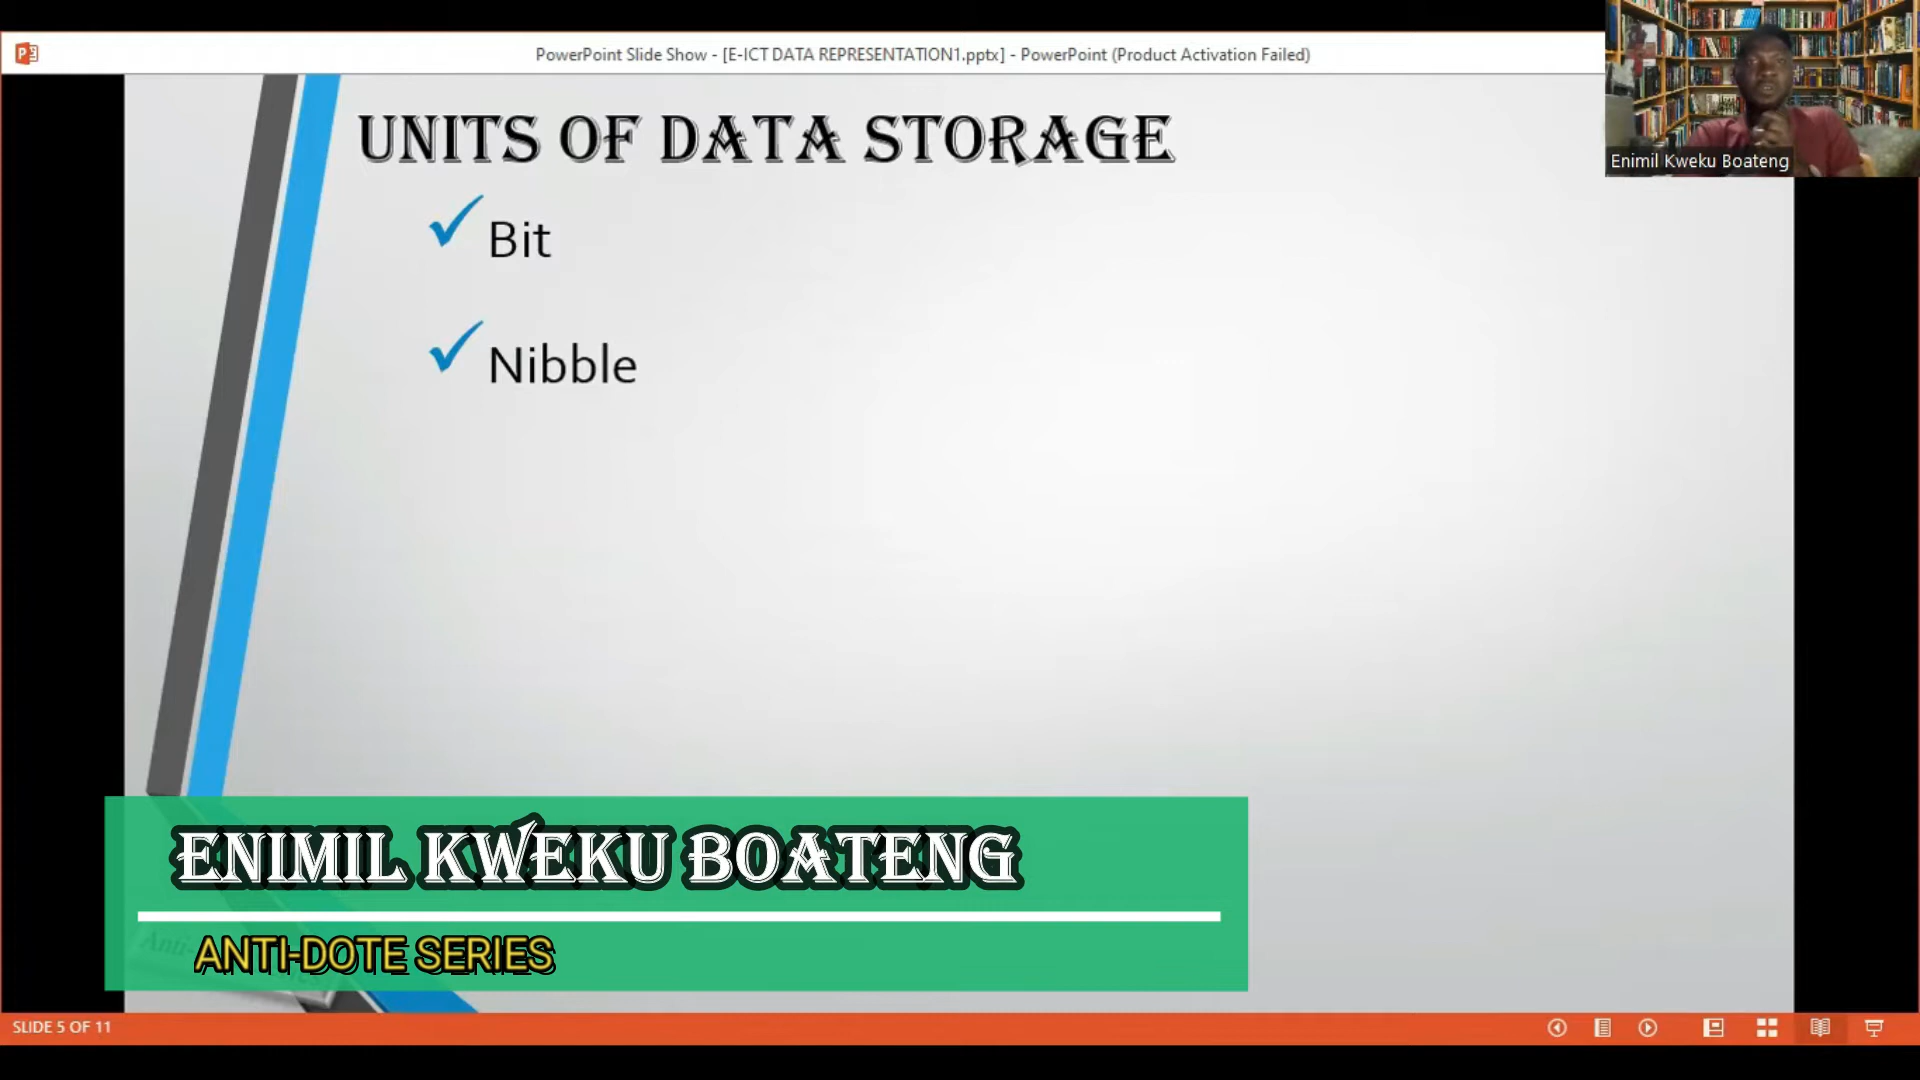 PowerPoint Slide Show - [E-ICT DATA REPRESENTATION1.pptx] - PowerPoint (Product Activation Failed)
Enimil Kweku Boateng
UNITS OF DATA STORAGE
Bit
Nibble
ENIMIL KWEKU BOATENG
ANTI-DOTE SERIES
SLIDE 5 OF 11